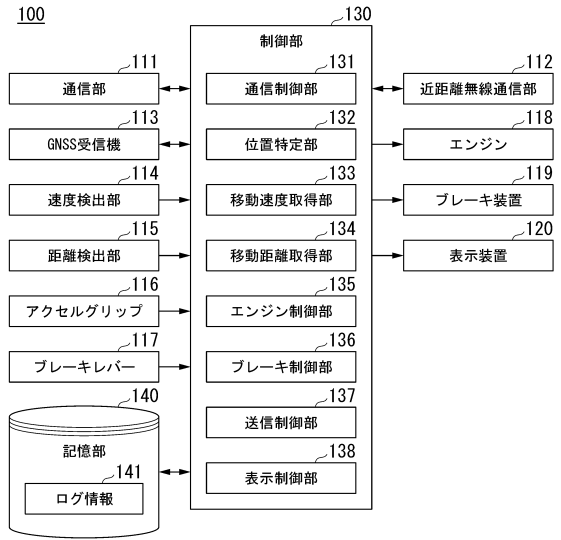 100
130
制御部
111
通信部
131
通信制御部
112
近距離無線通信部
113
GNSS受信機
132
位置特定部
118
エンジン
114
速度検出部
133
移動速度取得部
119
ブレーキ装置
115
距離検出部
134
移動距離取得部
120
表示装置
116
アクセルグリップ
135
エンジン制御部
117
ブレーキレバー
136
ブレーキ制御部
140
記憶部
137
送信制御部
141
ログ情報
138
表示制御部